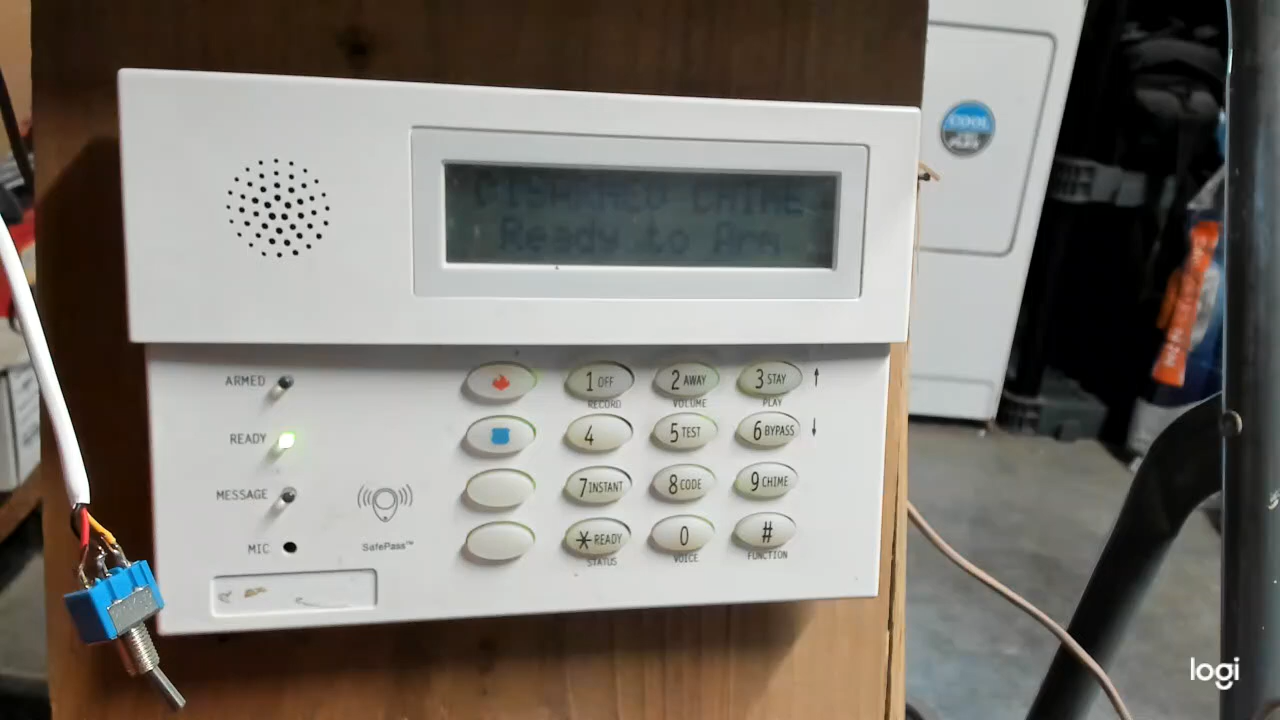 DISARMED CHIME
Ready to Arm
ARMED
READY
MESSAGE
MIC
SafePass™
1 OFF
RECORD
2 AWAY
VOLUME
3 STAY ↑
PLAY
4
5 TEST
6 BYPASS ↓
7 INSTANT
8 CODE
9 CHIME
* READY
STATUS
0
VOICE
#
FUNCTION
COOL
logi